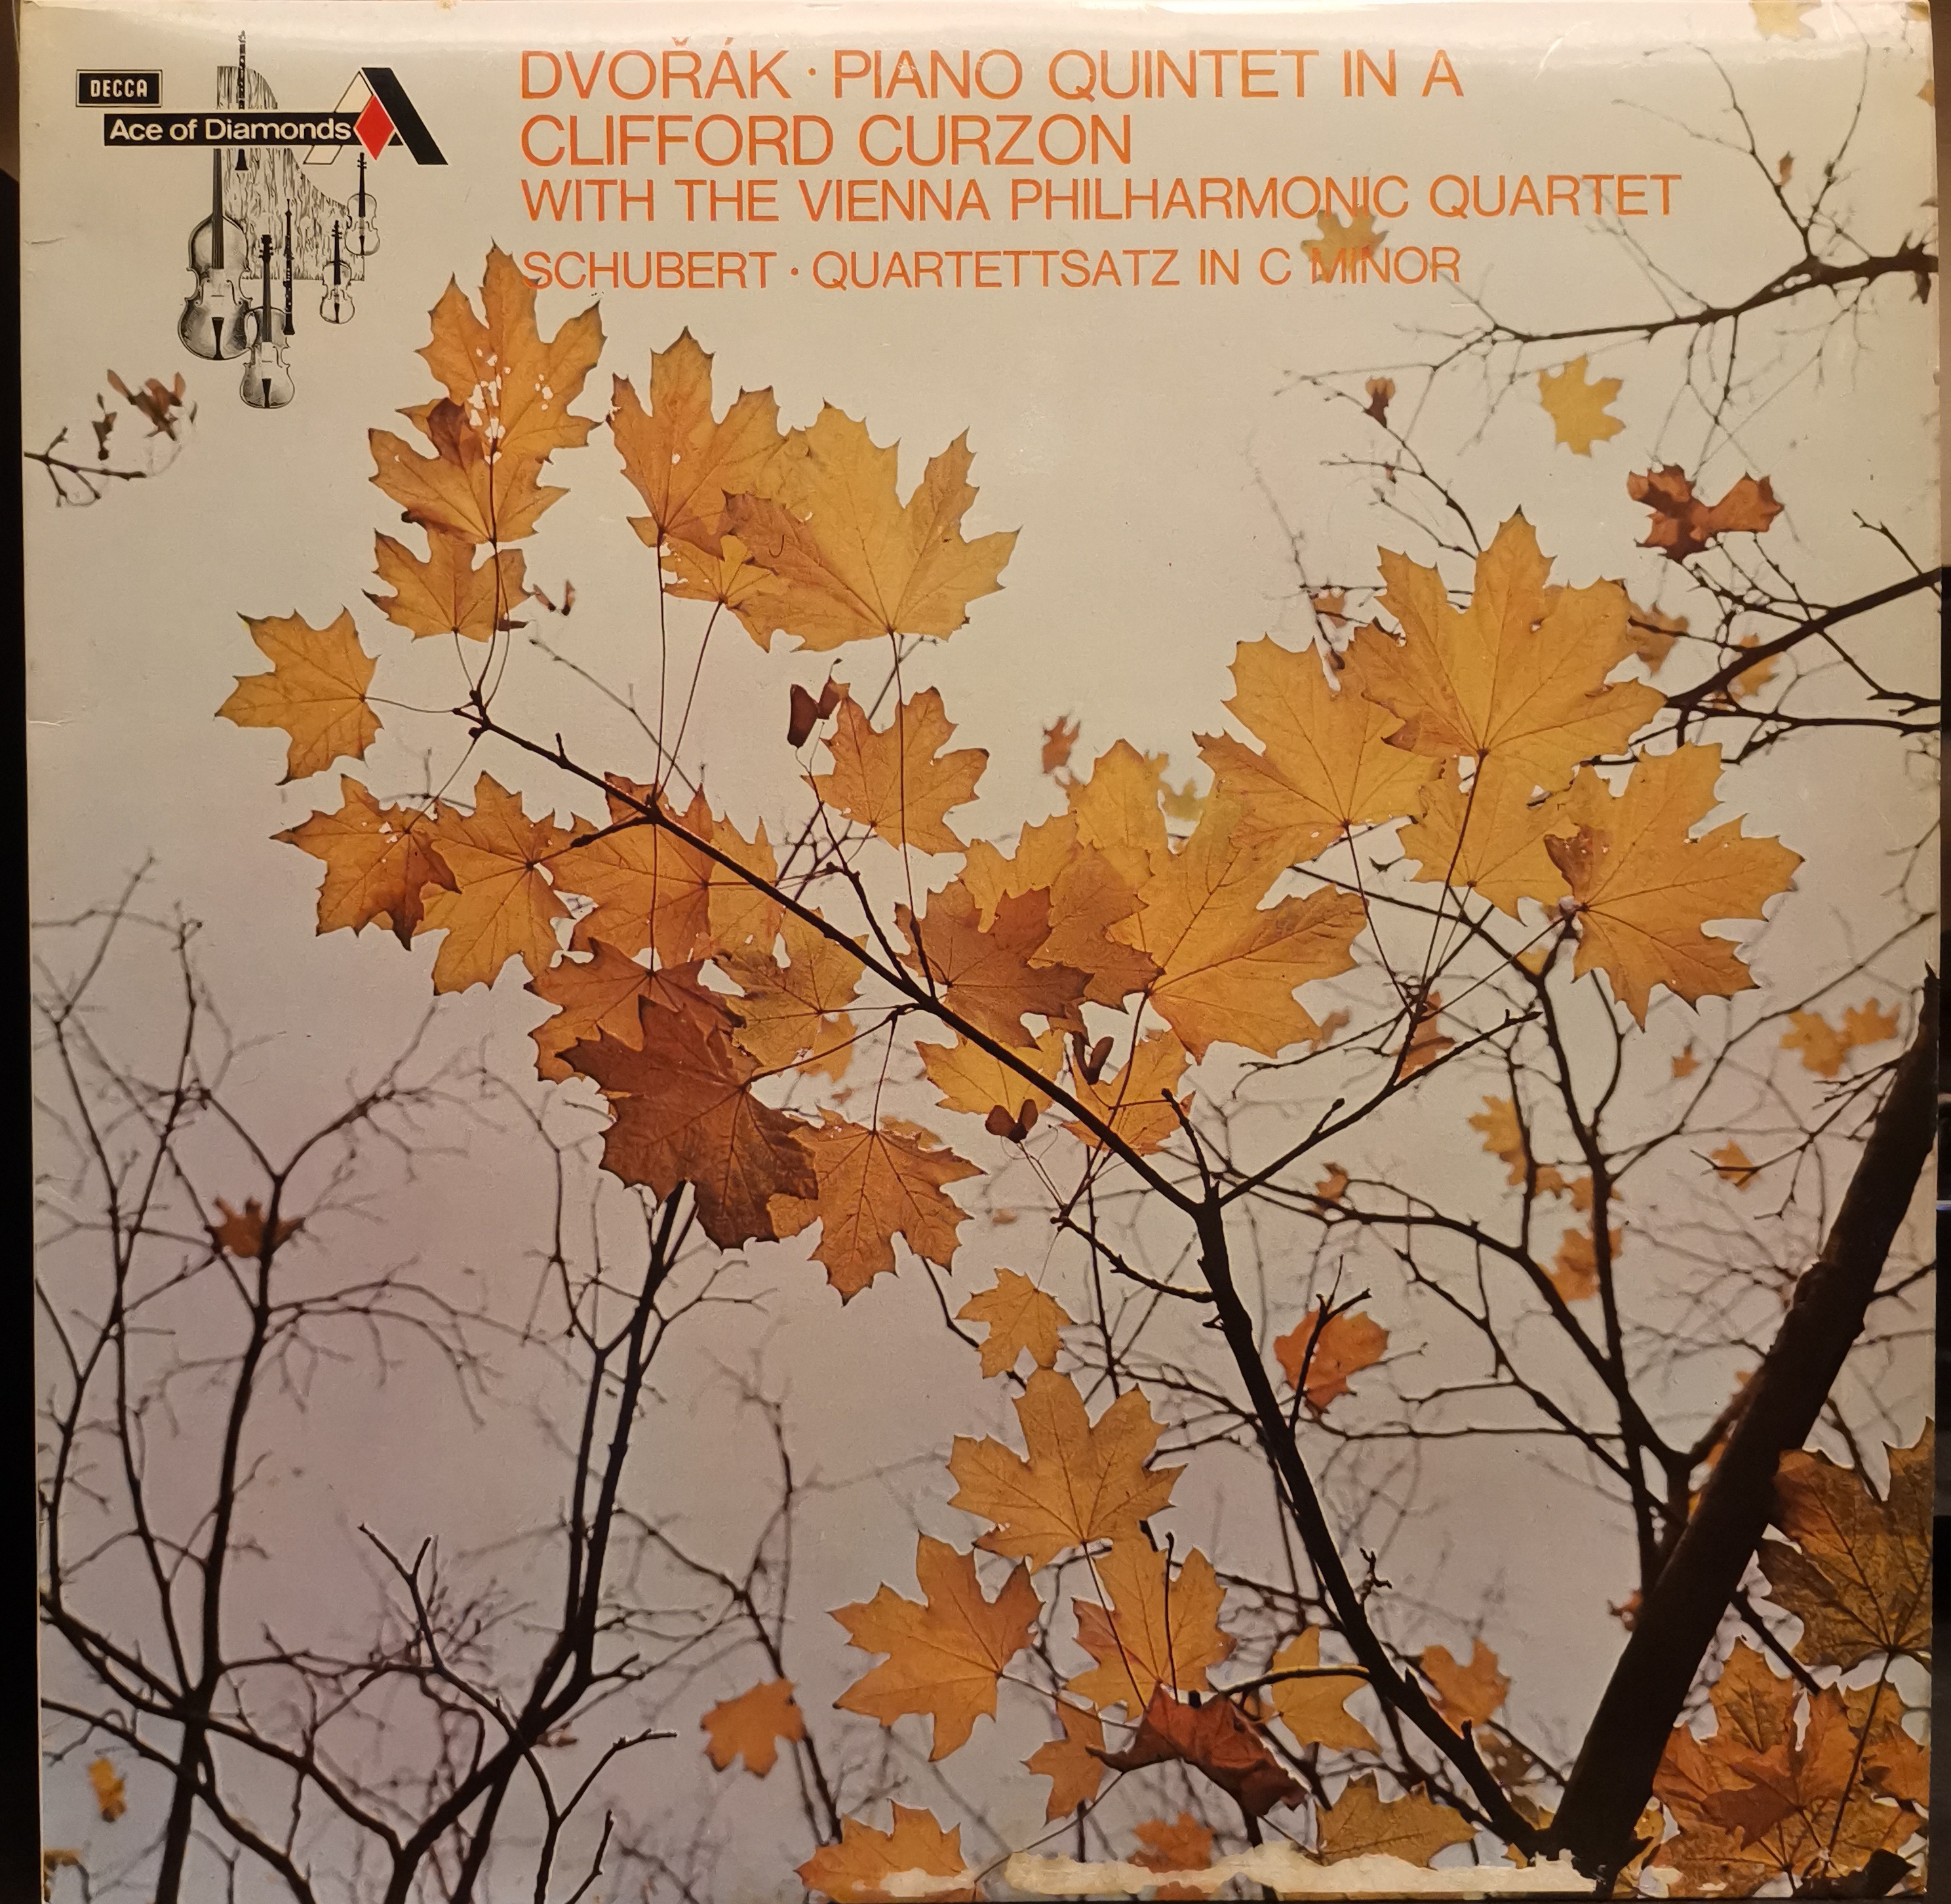 DECCA
Ace of Diamonds
DVOŘÁK · PIANO QUINTET IN A
CLIFFORD CURZON
WITH THE VIENNA PHILHARMONIC QUARTET
SCHUBERT · QUARTETTSATZ IN C MINOR